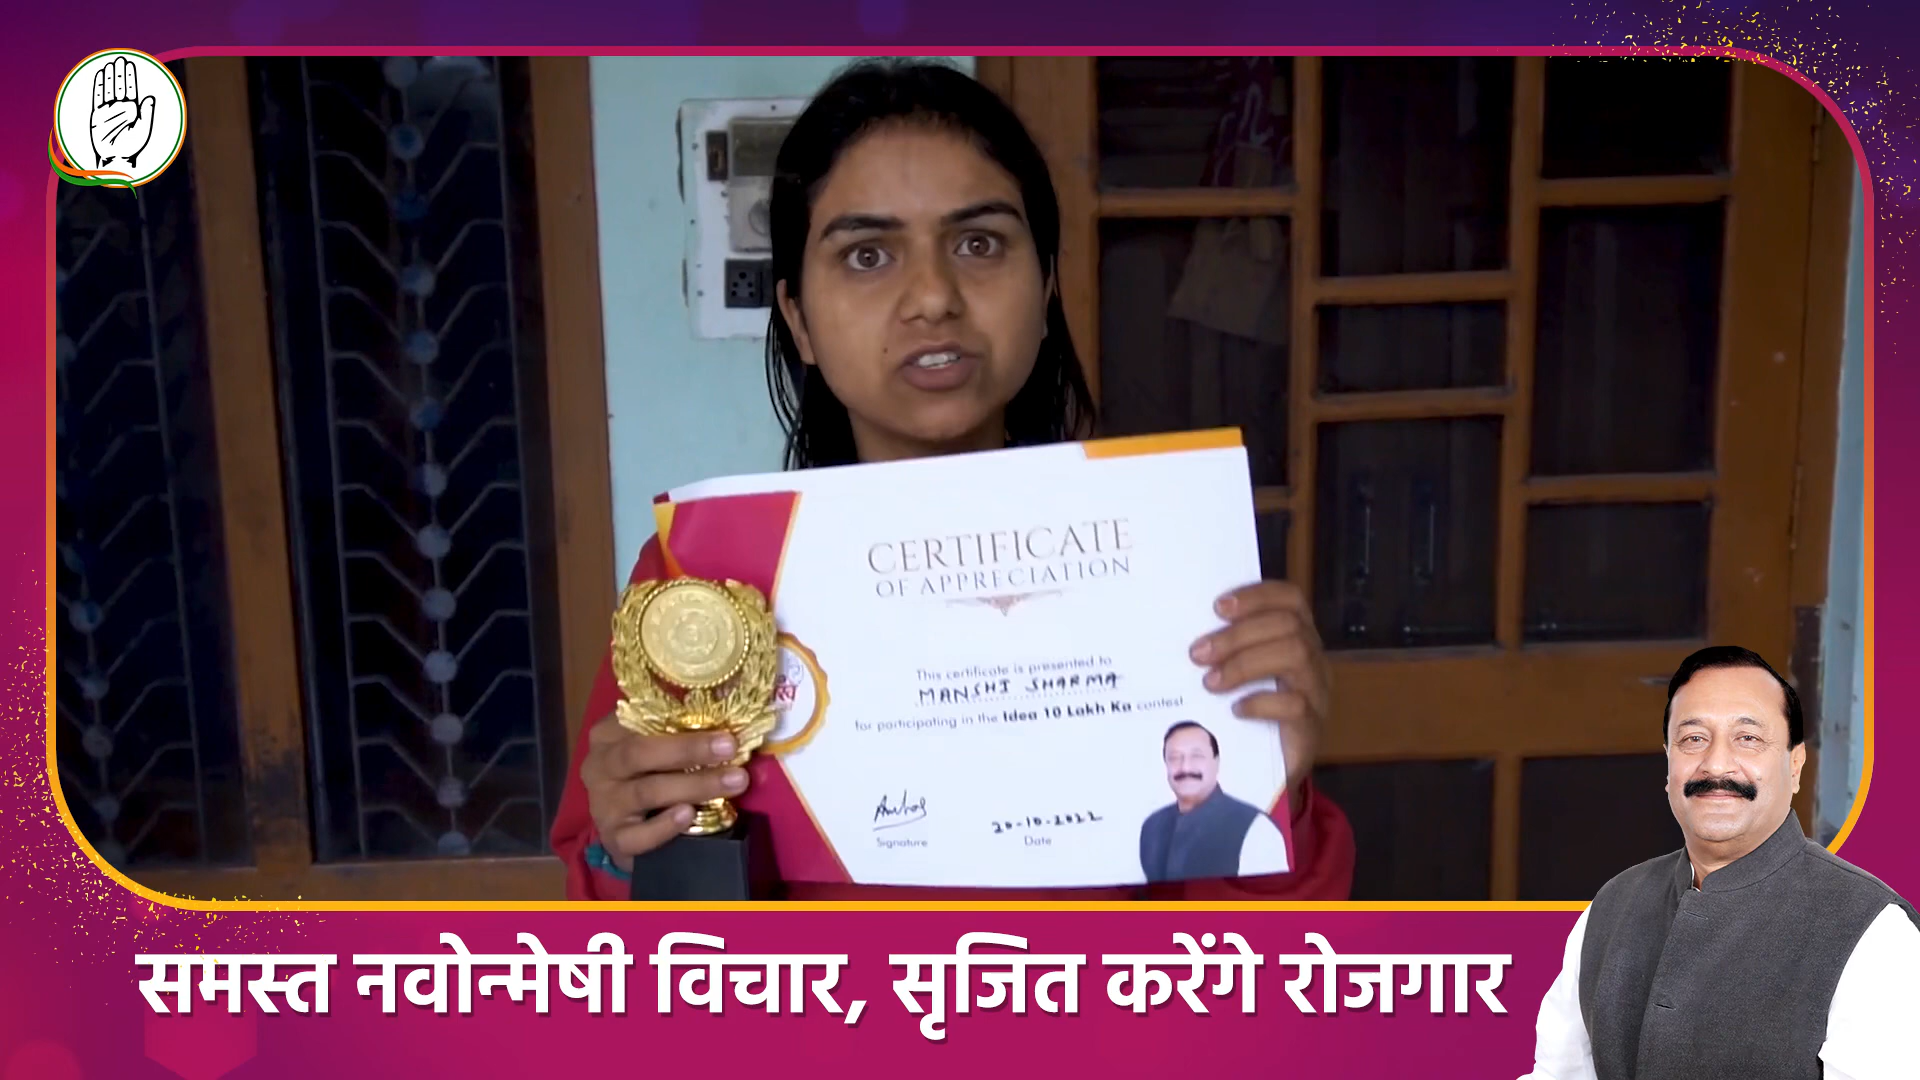 CERTIFICATE
OF APPRECIATION
This certificate is presented to
MANSHI SHARMA
for participating in the Idea 10 Lakh Ka contest
20-10-2022
Signature
Date
समस्त नवोन्मेषी विचार, सृजित करेंगे रोजगार